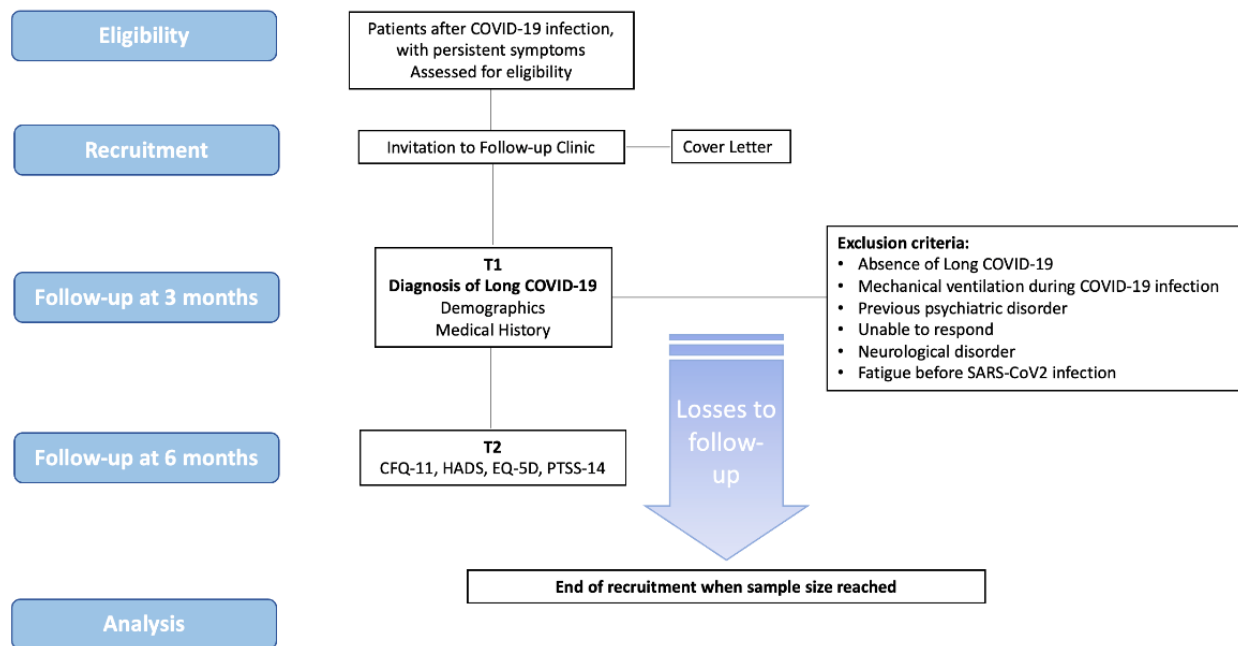 Eligibility
Patients after COVID-19 infection,
with persistent symptoms
Assessed for eligibility
Recruitment
Invitation to Follow-up Clinic
Cover Letter
Follow-up at 3 months
T1
Diagnosis of Long COVID-19
Demographics
Medical History
Exclusion criteria:
• Absence of Long COVID-19
• Mechanical ventilation during COVID-19 infection
• Previous psychiatric disorder
• Unable to respond
• Neurological disorder
• Fatigue before SARS-CoV2 infection
Losses to
follow-
up
Follow-up at 6 months
T2
CFQ-11, HADS, EQ-5D, PTSS-14
End of recruitment when sample size reached
Analysis